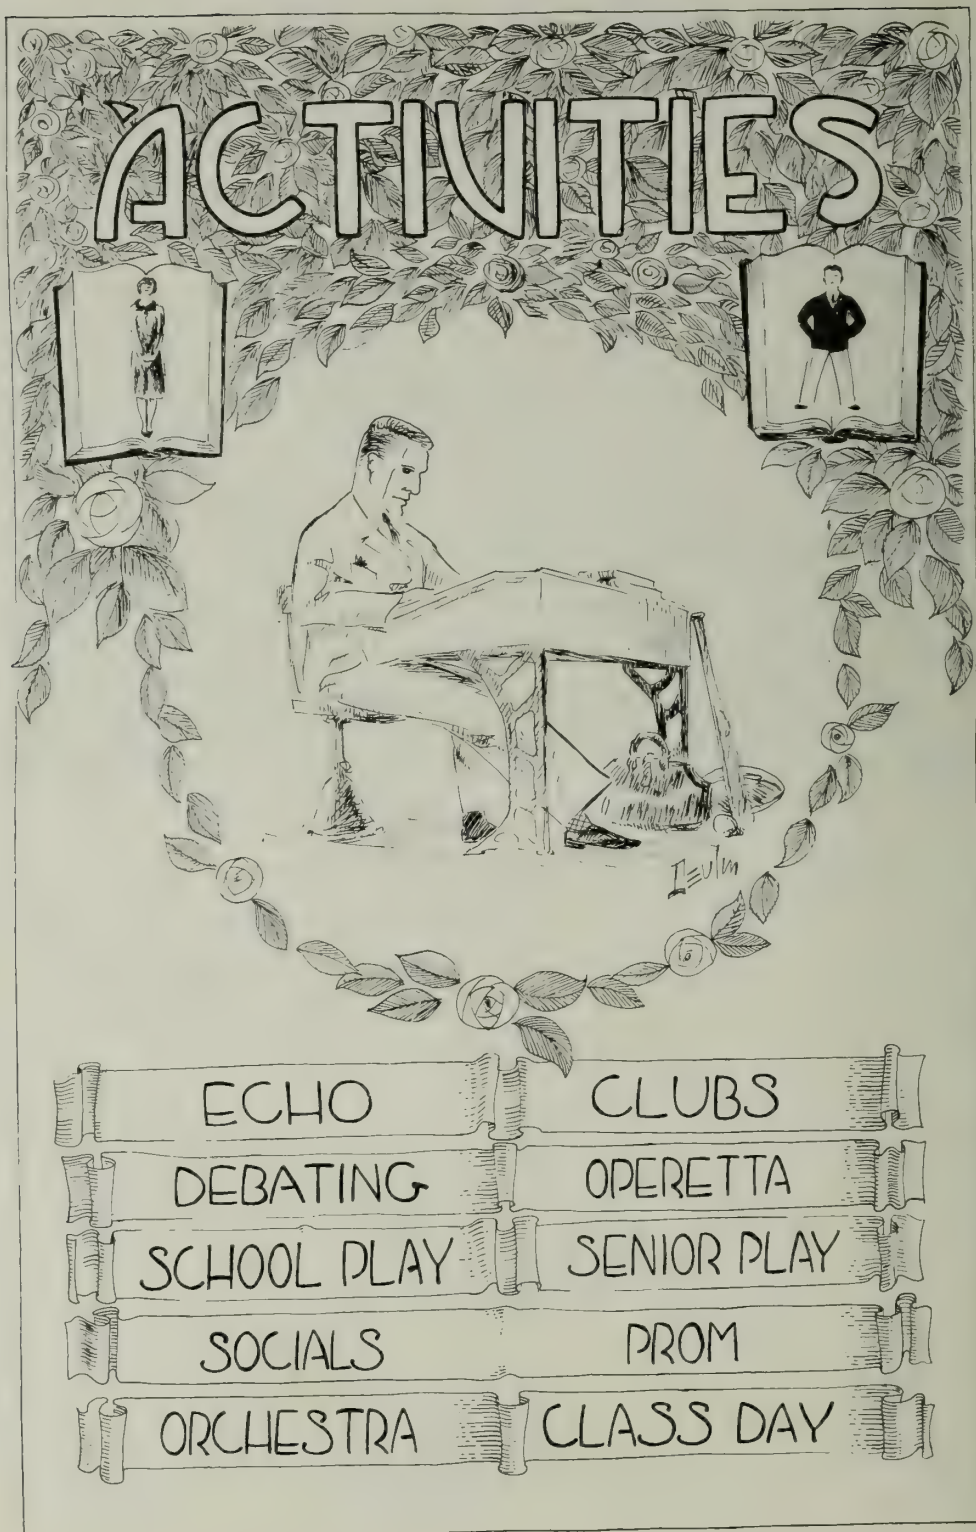 ACTIVITIES
ECHO
CLUBS
DEBATING
OPERETTA
SCHOOL PLAY
SENIOR PLAY
SOCIALS
PROM
ORCHESTRA
CLASS DAY